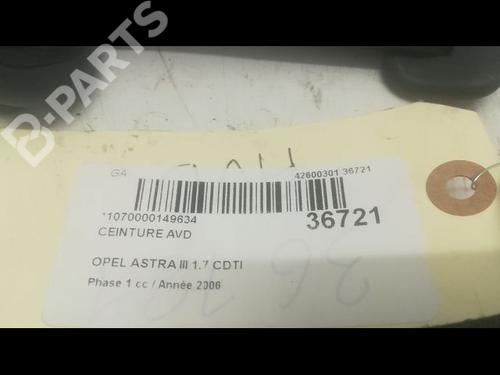 B-PARTS
GA
42600301 36721
*1070000149634
36721
CEINTURE AVD
OPEL ASTRA III 1.7 CDTI
Phase 1 cc / Année 2006